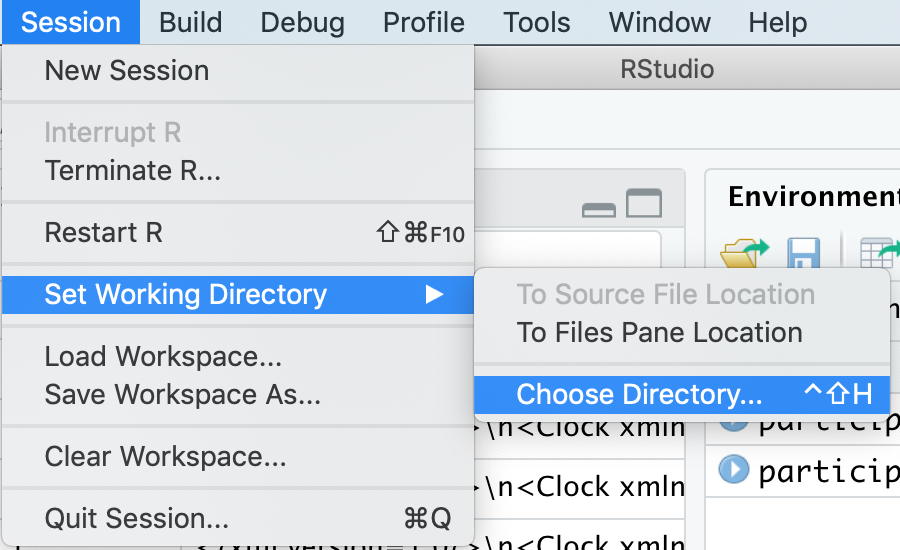 Session Build Debug Profile Tools Window Help
New Session
RStudio
Interrupt R
Terminate R...
Restart R ⇧⌘F10
Environment
Set Working Directory ▶
To Source File Location
To Files Pane Location
Load Workspace...
Save Workspace As...
Choose Directory... ^⇧H
>\n<Clock xmln
particip
Clear Workspace...
>\n<Clock xmln
particip
Quit Session... ⌘Q
>\n<Clock xmln